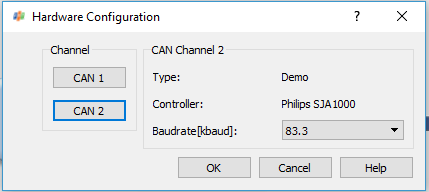 Hardware Configuration
Channel
CAN 1
CAN 2
CAN Channel 2
Type: Demo
Controller: Philips SJA1000
Baudrate[kbaud]: 83.3
OK Cancel Help